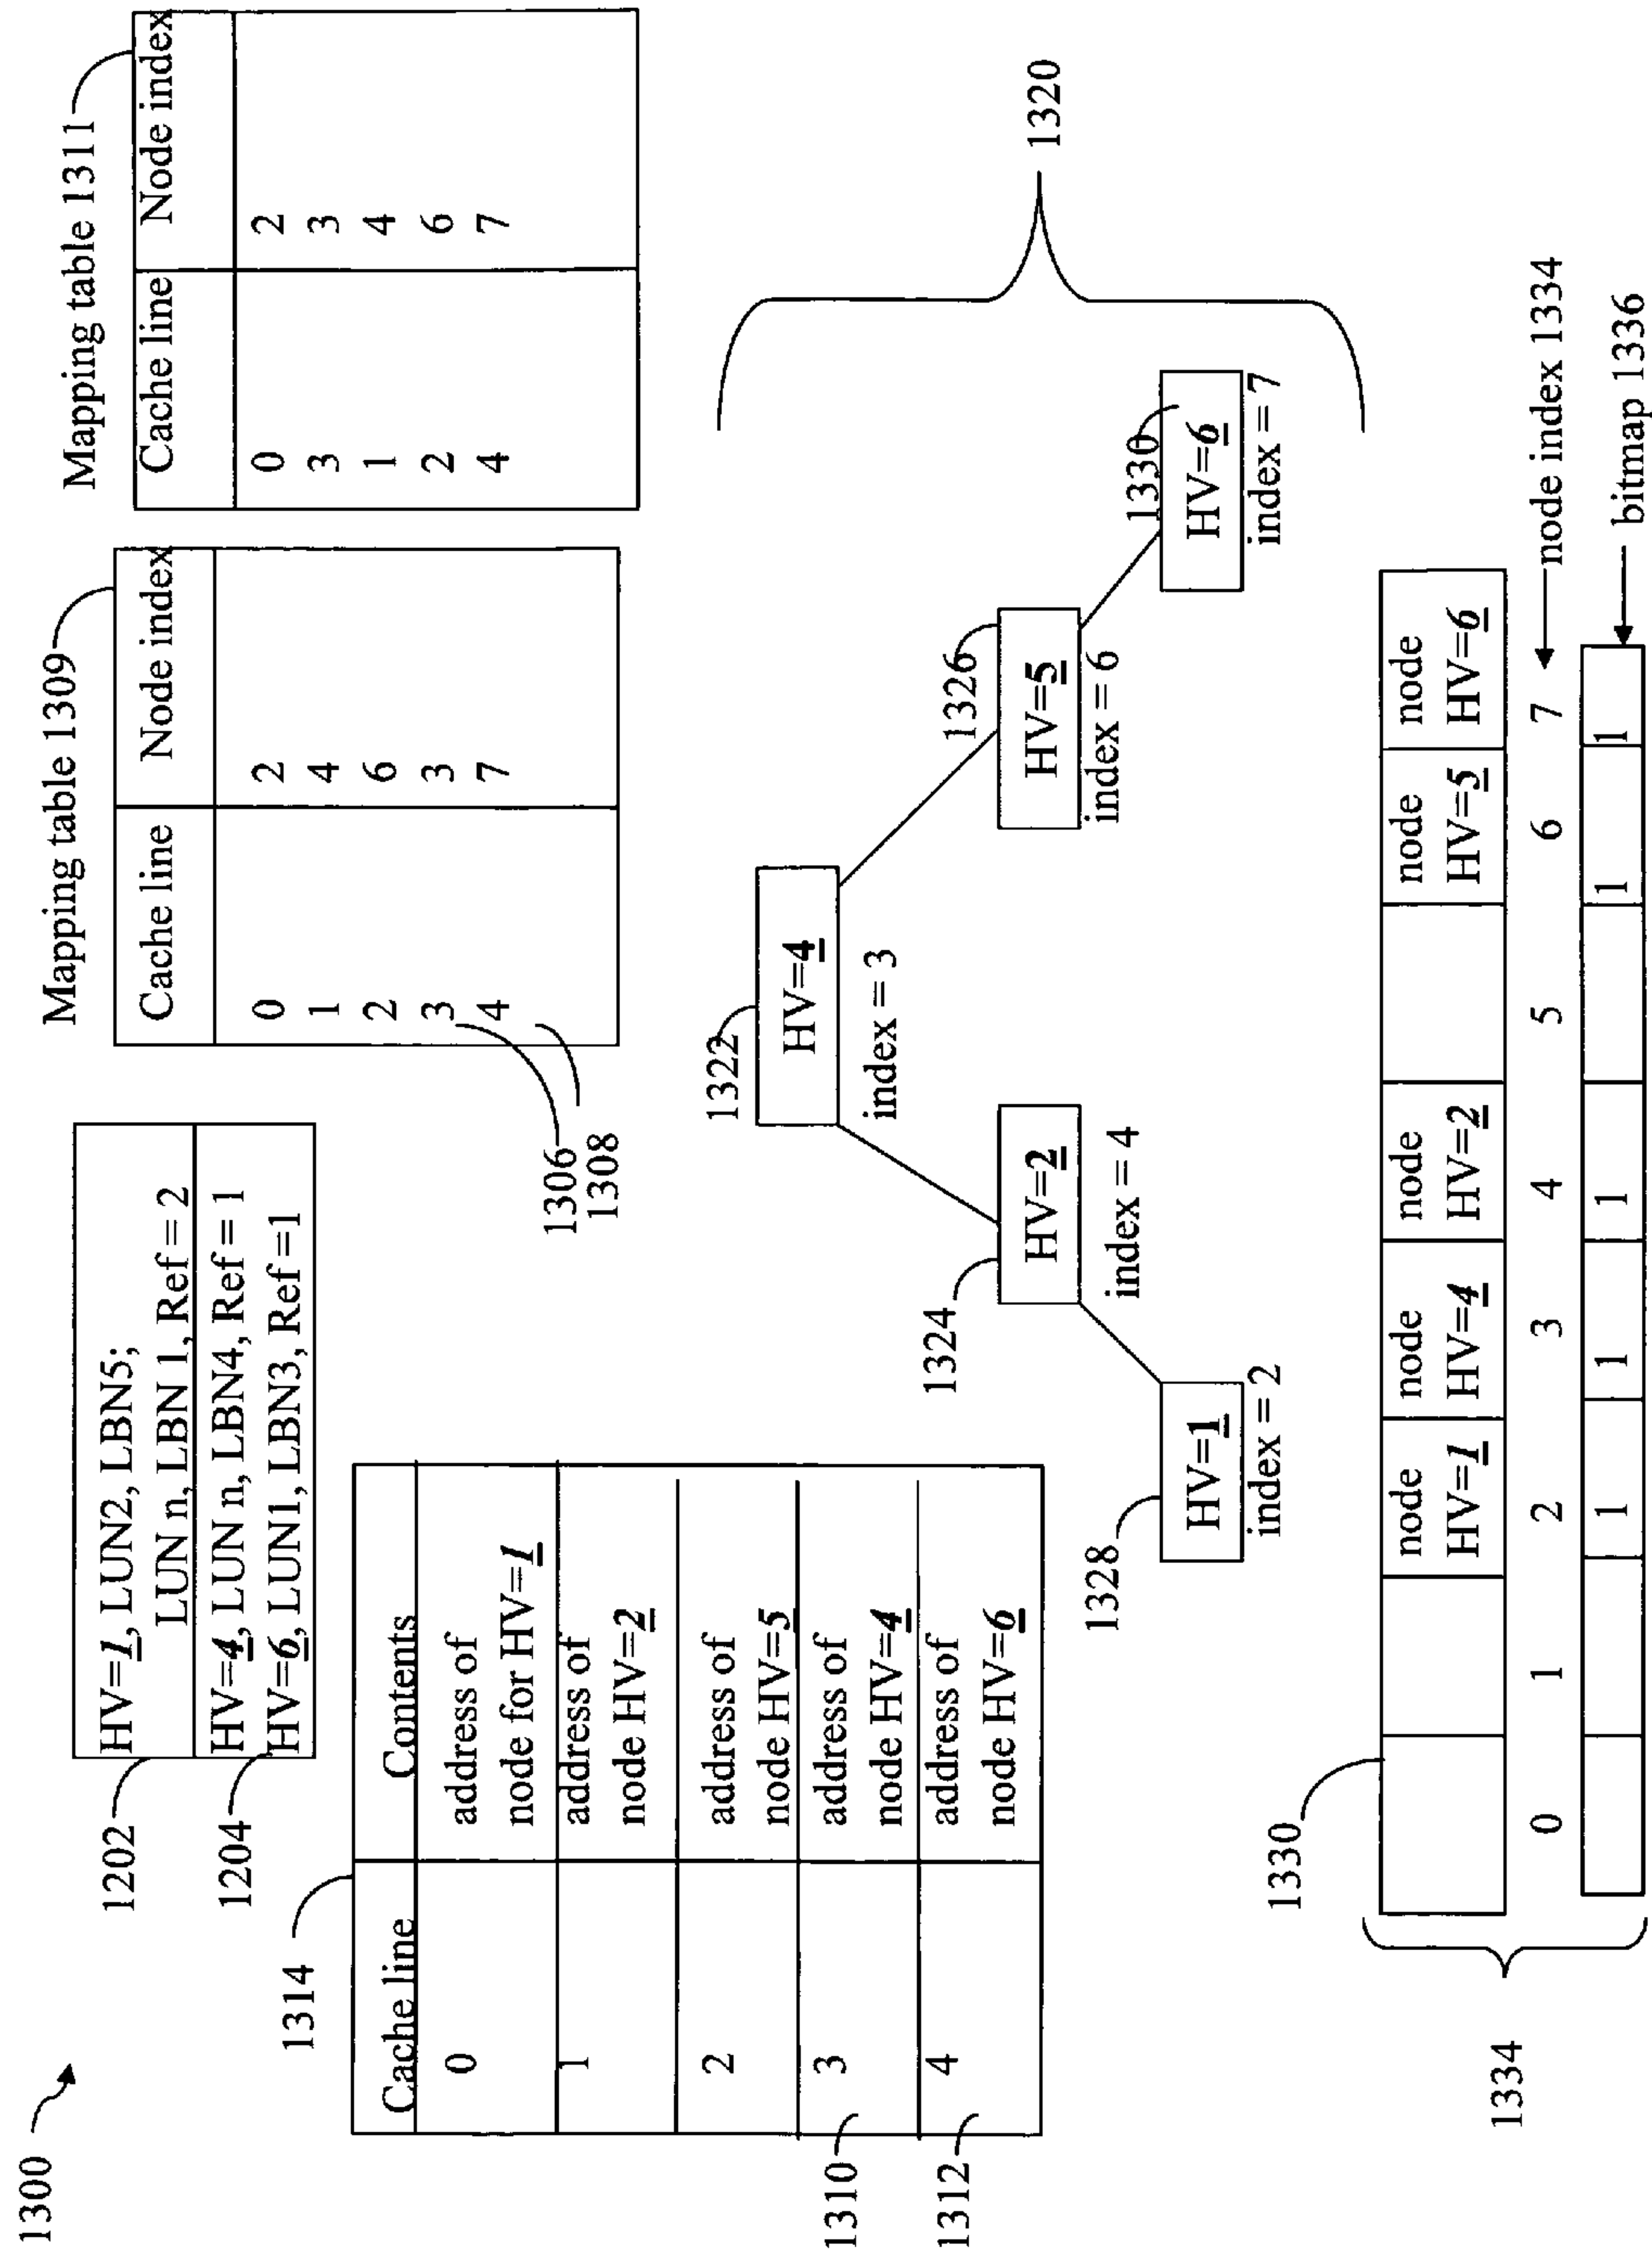 1300
1202
HV=1, LUN2, LBN5;
LUN n, LBN 1, Ref = 2
1204
HV=4, LUN n, LBN4, Ref = 1
HV=6, LUN1, LBN3, Ref =1
Mapping table 1309
Cache line Node index
0 2
1 4
2 6
3 3
4 7
1306
1308
Mapping table 1311
Cache line Node index
0 2
3 3
1 4
2 6
4 7
1314
Cache line Contents
0 address of
node for HV=1
1 address of
node HV=2
2 address of
node HV=5
3 address of
node HV=4
4 address of
node HV=6
1310
1312
1320
1322
HV=4
index = 3
1324
HV=2
index = 4
1326
HV=5
index = 6
1328
HV=1
index = 2
1330
HV=6
index = 7
1330
node
HV=1
node
HV=4
node
HV=2
node
HV=5
node
HV=6
0 1 2 3 4 5 6 7
node index 1334
1334
1 1 1 1 1
bitmap 1336